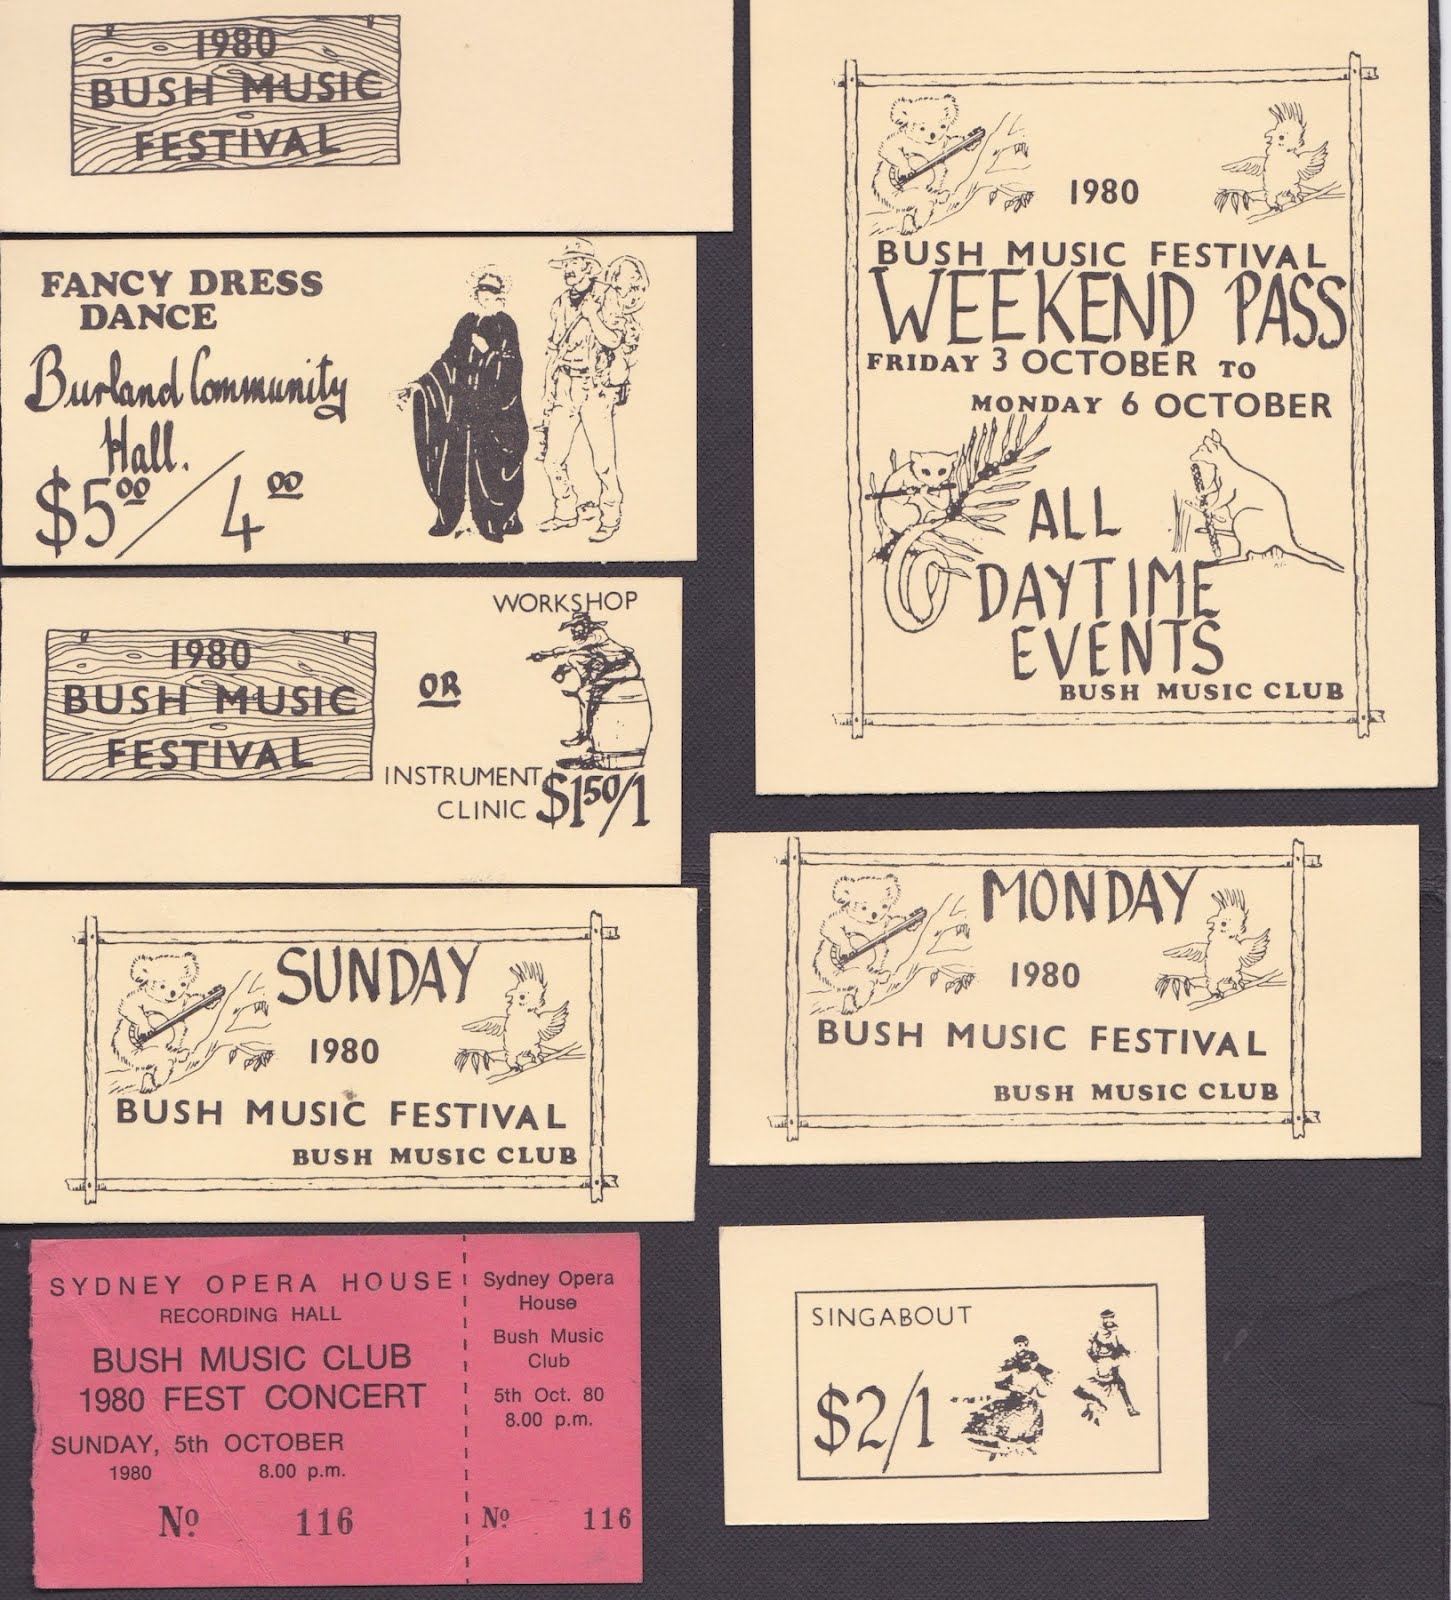 1980
BUSH MUSIC
FESTIVAL
FANCY DRESS
DANCE
Burland Community
Hall.
$5 00 / 4 00
1980
BUSH MUSIC
FESTIVAL
WORKSHOP
OR
INSTRUMENT
CLINIC $1 50/1
SUNDAY
1980
BUSH MUSIC FESTIVAL
BUSH MUSIC CLUB
SYDNEY OPERA HOUSE
RECORDING HALL
BUSH MUSIC CLUB
1980 FEST CONCERT
SUNDAY, 5th OCTOBER
1980 8.00 p.m.
No. 116
Sydney Opera
House
Bush Music
Club
5th Oct. 80
8.00 p.m.
No. 116
1980
BUSH MUSIC FESTIVAL
WEEKEND PASS
FRIDAY 3 OCTOBER TO
MONDAY 6 OCTOBER
ALL
DAYTIME
EVENTS
BUSH MUSIC CLUB
MONDAY
1980
BUSH MUSIC FESTIVAL
BUSH MUSIC CLUB
SINGABOUT
$2/1